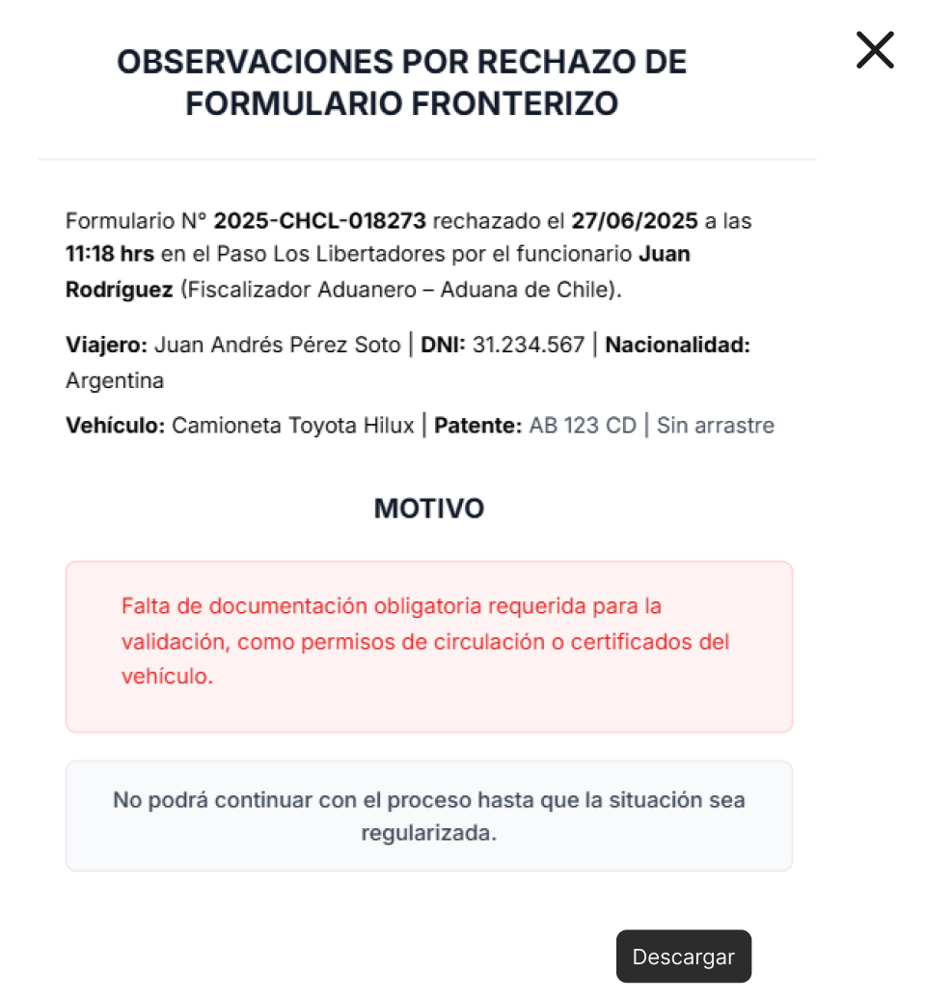 OBSERVACIONES POR RECHAZO DE
FORMULARIO FRONTERIZO
Formulario N° 2025-CHCL-018273 rechazado el 27/06/2025 a las
11:18 hrs en el Paso Los Libertadores por el funcionario Juan
Rodríguez (Fiscalizador Aduanero – Aduana de Chile).
Viajero: Juan Andrés Pérez Soto | DNI: 31.234.567 | Nacionalidad:
Argentina
Vehículo: Camioneta Toyota Hilux | Patente: AB 123 CD | Sin arrastre
MOTIVO
Falta de documentación obligatoria requerida para la
validación, como permisos de circulación o certificados del
vehículo.
No podrá continuar con el proceso hasta que la situación sea
regularizada.
Descargar